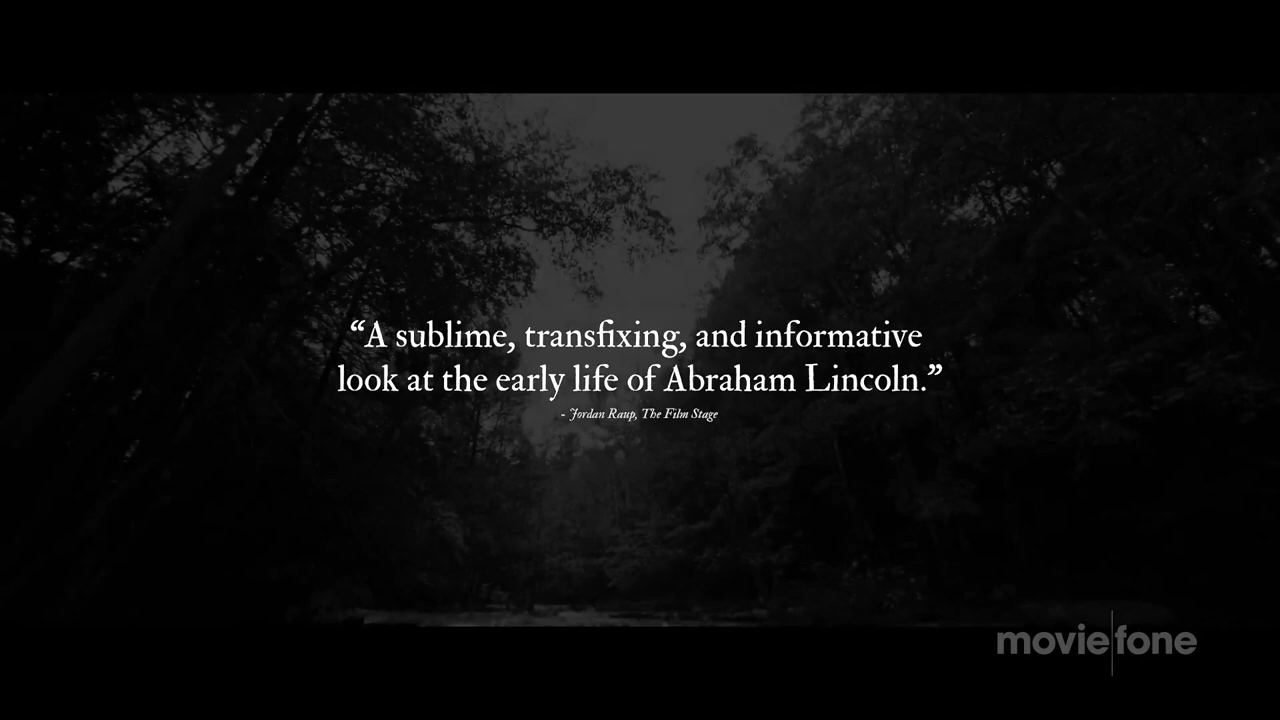 “A sublime, transfixing, and informative
look at the early life of Abraham Lincoln.”
- Jordan Raup, The Film Stage
moviefone